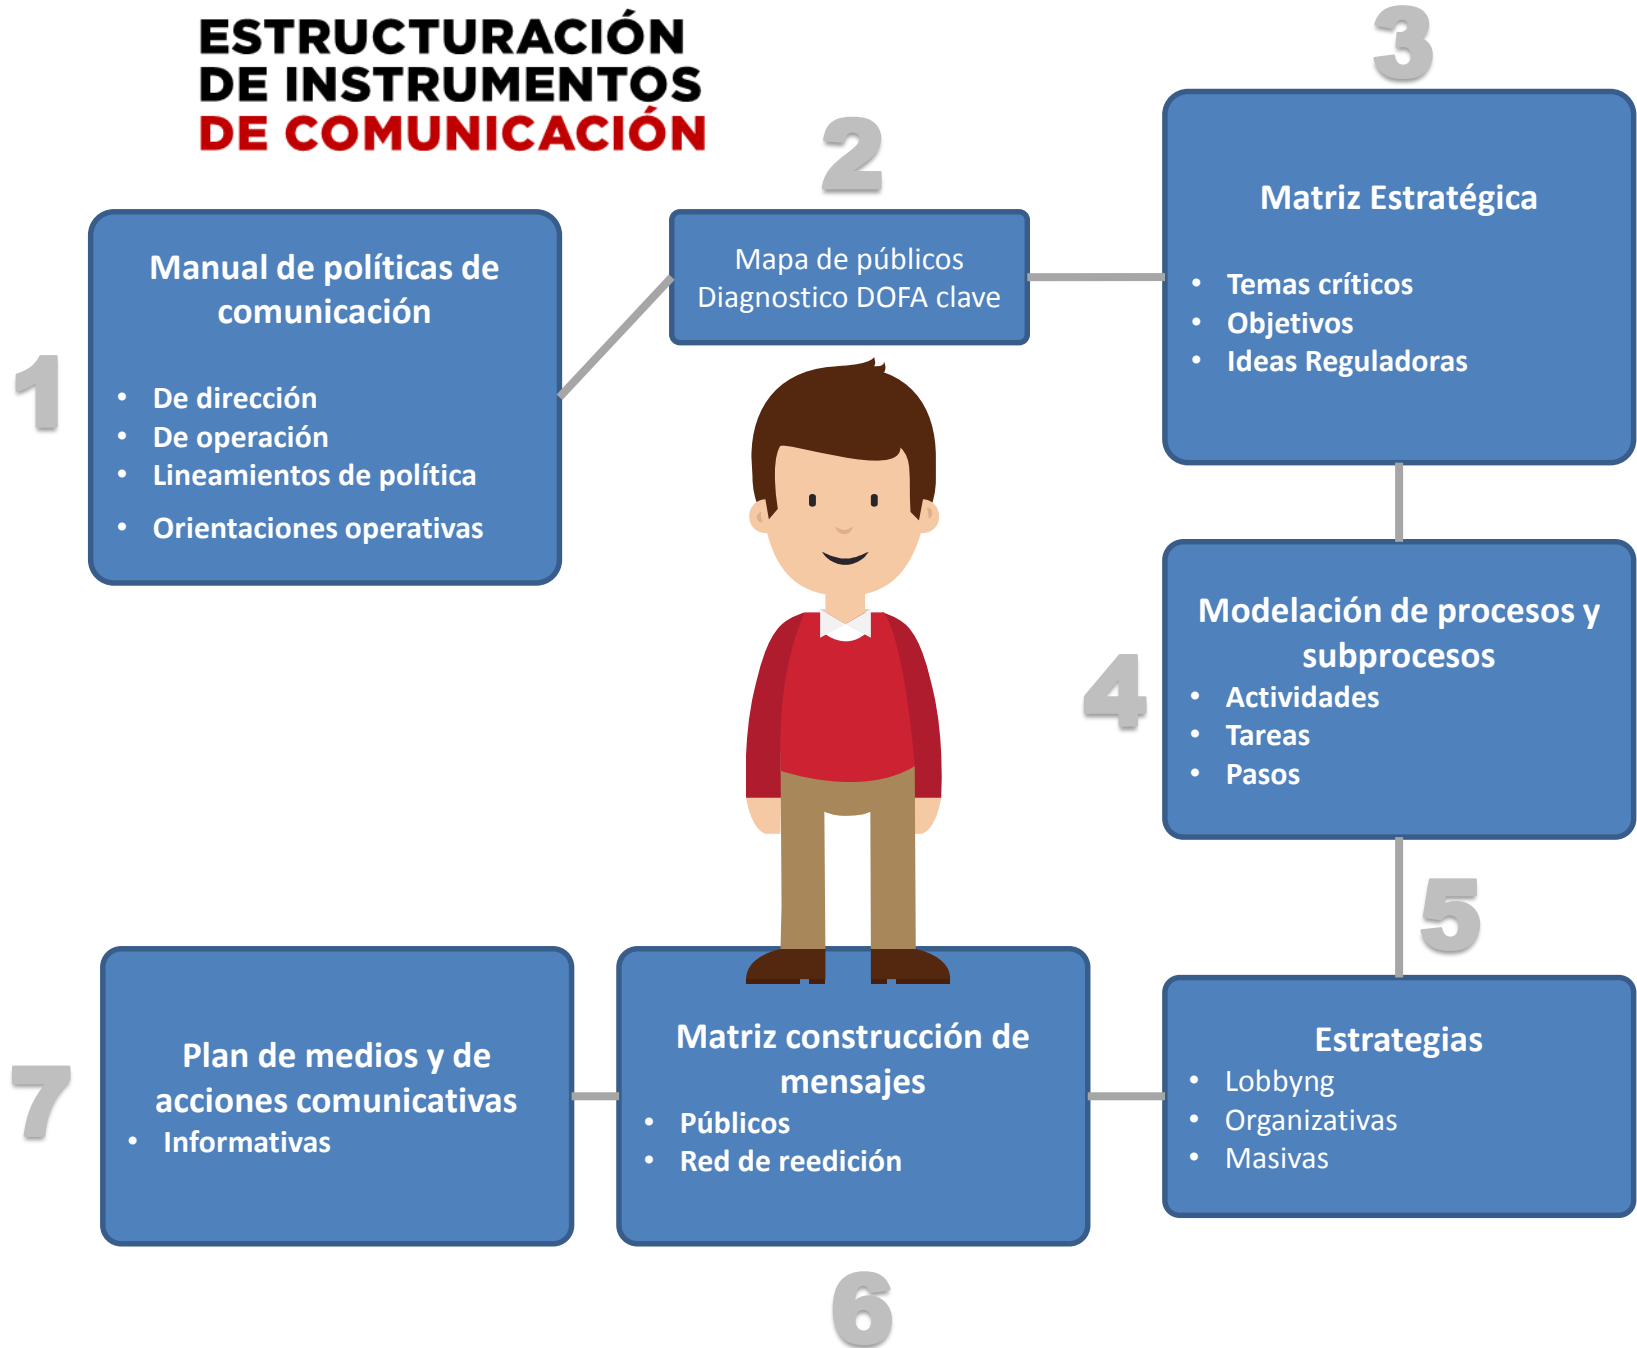 ESTRUCTURACIÓN
DE INSTRUMENTOS
DE COMUNICACIÓN
1
Manual de políticas de
comunicación
• De dirección
• De operación
• Lineamientos de política
• Orientaciones operativas
2
Mapa de públicos
Diagnostico DOFA clave
3
Matriz Estratégica
• Temas críticos
• Objetivos
• Ideas Reguladoras
4
Modelación de procesos y
subprocesos
• Actividades
• Tareas
• Pasos
5
Estrategias
• Lobbyng
• Organizativas
• Masivas
6
Matriz construcción de
mensajes
• Públicos
• Red de reedición
7
Plan de medios y de
acciones comunicativas
• Informativas